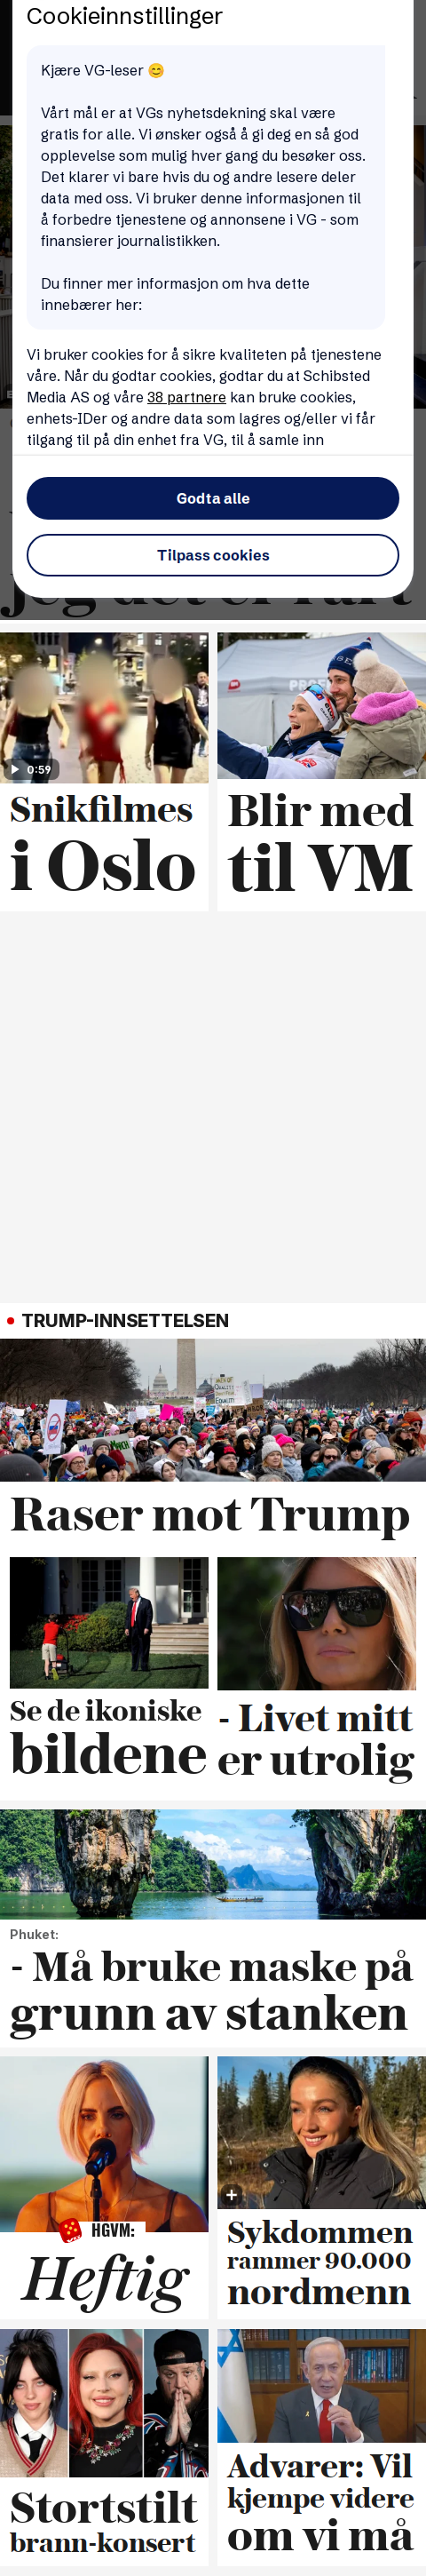 Cookieinnstillinger
Kjære VG-leser 😊
Vårt mål er at VGs nyhetsdekning skal være
gratis for alle. Vi ønsker også å gi deg en så god
opplevelse som mulig hver gang du besøker oss.
Det klarer vi bare hvis du og andre lesere deler
data med oss. Vi bruker denne informasjonen til
å forbedre tjenestene og annonsene i VG - som
finansierer journalistikken.
Du finner mer informasjon om hva dette
innebærer her:
Vi bruker cookies for å sikre kvaliteten på tjenestene
våre. Når du godtar cookies, godtar du at Schibsted
Media AS og våre 38 partnere kan bruke cookies,
enhets-IDer og andre data som lagres og/eller vi får
tilgang til på din enhet fra VG, til å samle inn
Godta alle
Tilpass cookies
0:59
Snikfilmes
i Oslo
Blir med
til VM
TRUMP-INNSETTELSEN
Raser mot Trump
Se de ikoniske
bildene
- Livet mitt
er utrolig
Phuket:
- Må bruke maske på
grunn av stanken
HGVM:
Heftig
Sykdommen
rammer 90.000
nordmenn
Stortstilt
brann-konsert
Advarer: Vil
kjempe videre
om vi må